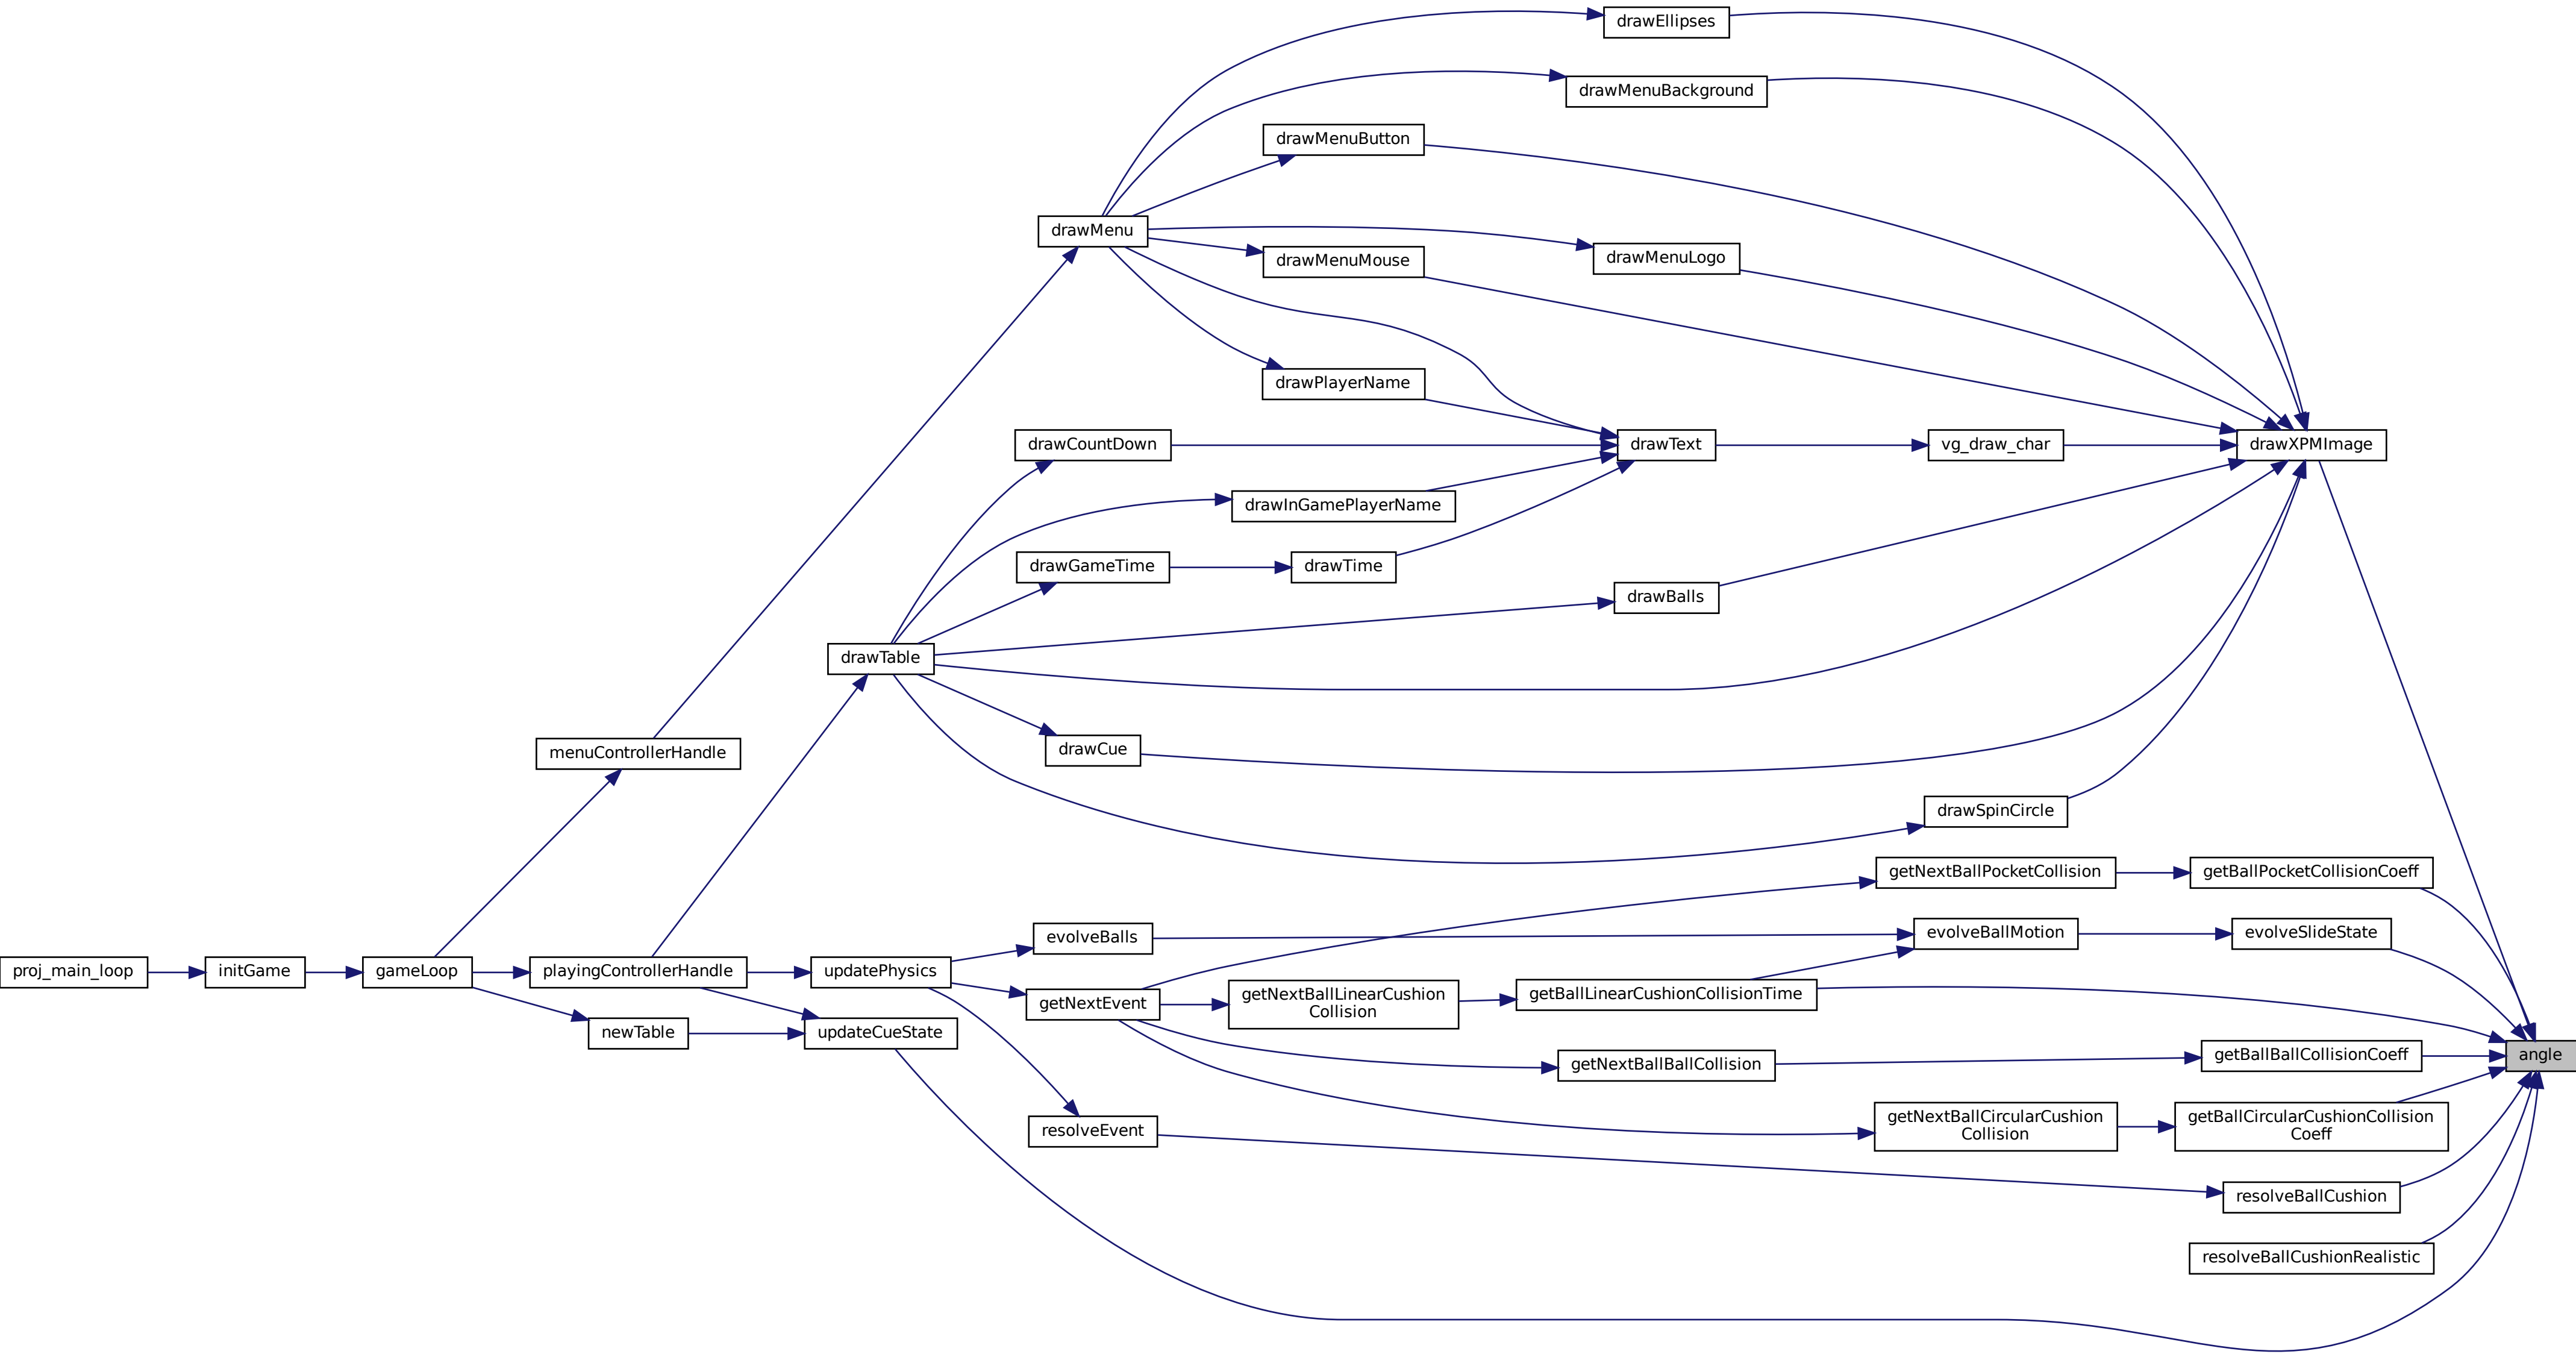 drawEllipses
drawMenuBackground
drawMenuButton
drawMenu
drawMenuLogo
drawMenuMouse
drawPlayerName
drawCountDown
drawText
vg_draw_char
drawXPMImage
drawInGamePlayerName
drawGameTime
drawTime
drawBalls
drawTable
drawCue
menuControllerHandle
drawSpinCircle
getNextBallPocketCollision
getBallPocketCollisionCoeff
evolveBalls
evolveBallMotion
evolveSlideState
proj_main_loop
initGame
gameLoop
playingControllerHandle
updatePhysics
getNextEvent
getNextBallLinearCushion
Collision
getBallLinearCushionCollisionTime
newTable
updateCueState
getNextBallBallCollision
getBallBallCollisionCoeff
angle
resolveEvent
getNextBallCircularCushion
Collision
getBallCircularCushionCollision
Coeff
resolveBallCushion
resolveBallCushionRealistic